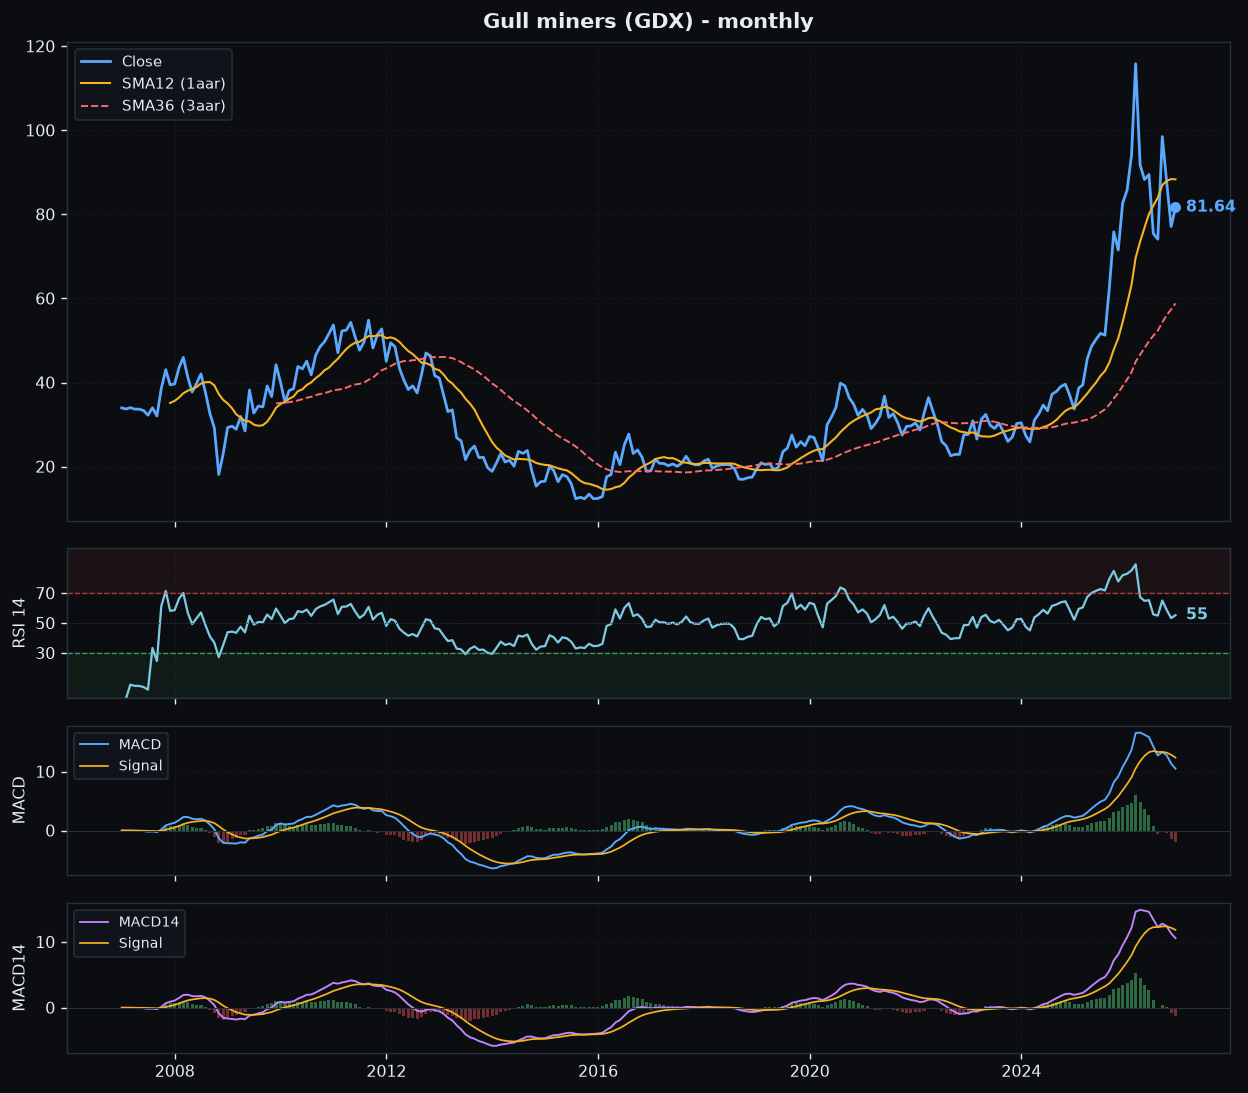 Gull miners (GDX) - monthly
120
100
80
60
40
20
Close
SMA12 (1aar)
SMA36 (3aar)
81.64
RSI 14
70
50
30
55
MACD
10
0
MACD
Signal
MACD14
10
0
MACD14
Signal
2008
2012
2016
2020
2024